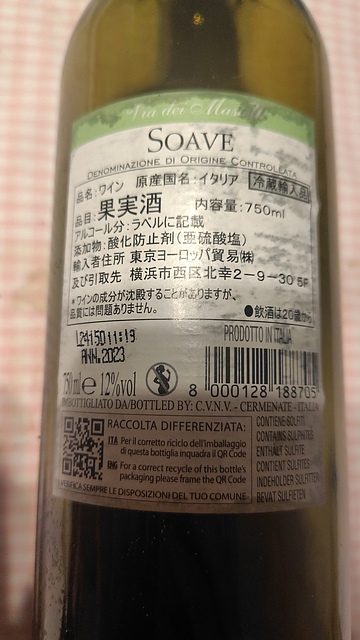 Via dei
SOAVE
DENOMINAZIONE DI ORIGINE CONTROLLATA
品名:ワイン 原産国名:イタリア 冷蔵輸入品
品目:果実酒 内容量:750ml
アルコール分:ラベルに記載
添加物:酸化防止剤(亜硫酸塩)
輸入者住所 東京ヨーロッパ貿易㈱
及び引取先 横浜市西区北幸2-9-30 5F
*ワインの成分が沈殿することがありますが、
品質には問題ありません。
●飲酒は20歳から
L24150 11:19
ANN. 2023
PRODOTTO IN ITALIA
750 ml e 12%vol
8 000128 188705
IMBOTTIGLIATO DA/BOTTLED BY: C.V.N.V. - CERMENATE - ITALIA
RACCOLTA DIFFERENZIATA:
ITA Per il corretto riciclo dell'imballaggio
di questa bottiglia inquadra il QR Code
ENG For a correct recycle of this bottle's
packaging please frame the QR Code
VERIFICA SEMPRE LE DISPOSIZIONI DEL TUO COMUNE
CONTIENE SOLFITI
CONTAINS SULPHITES
ENTHÄLT SULFITE
CONTIENT SULFITES
INDEHOLDER SULFITTER
BEVAT SULFIETEN